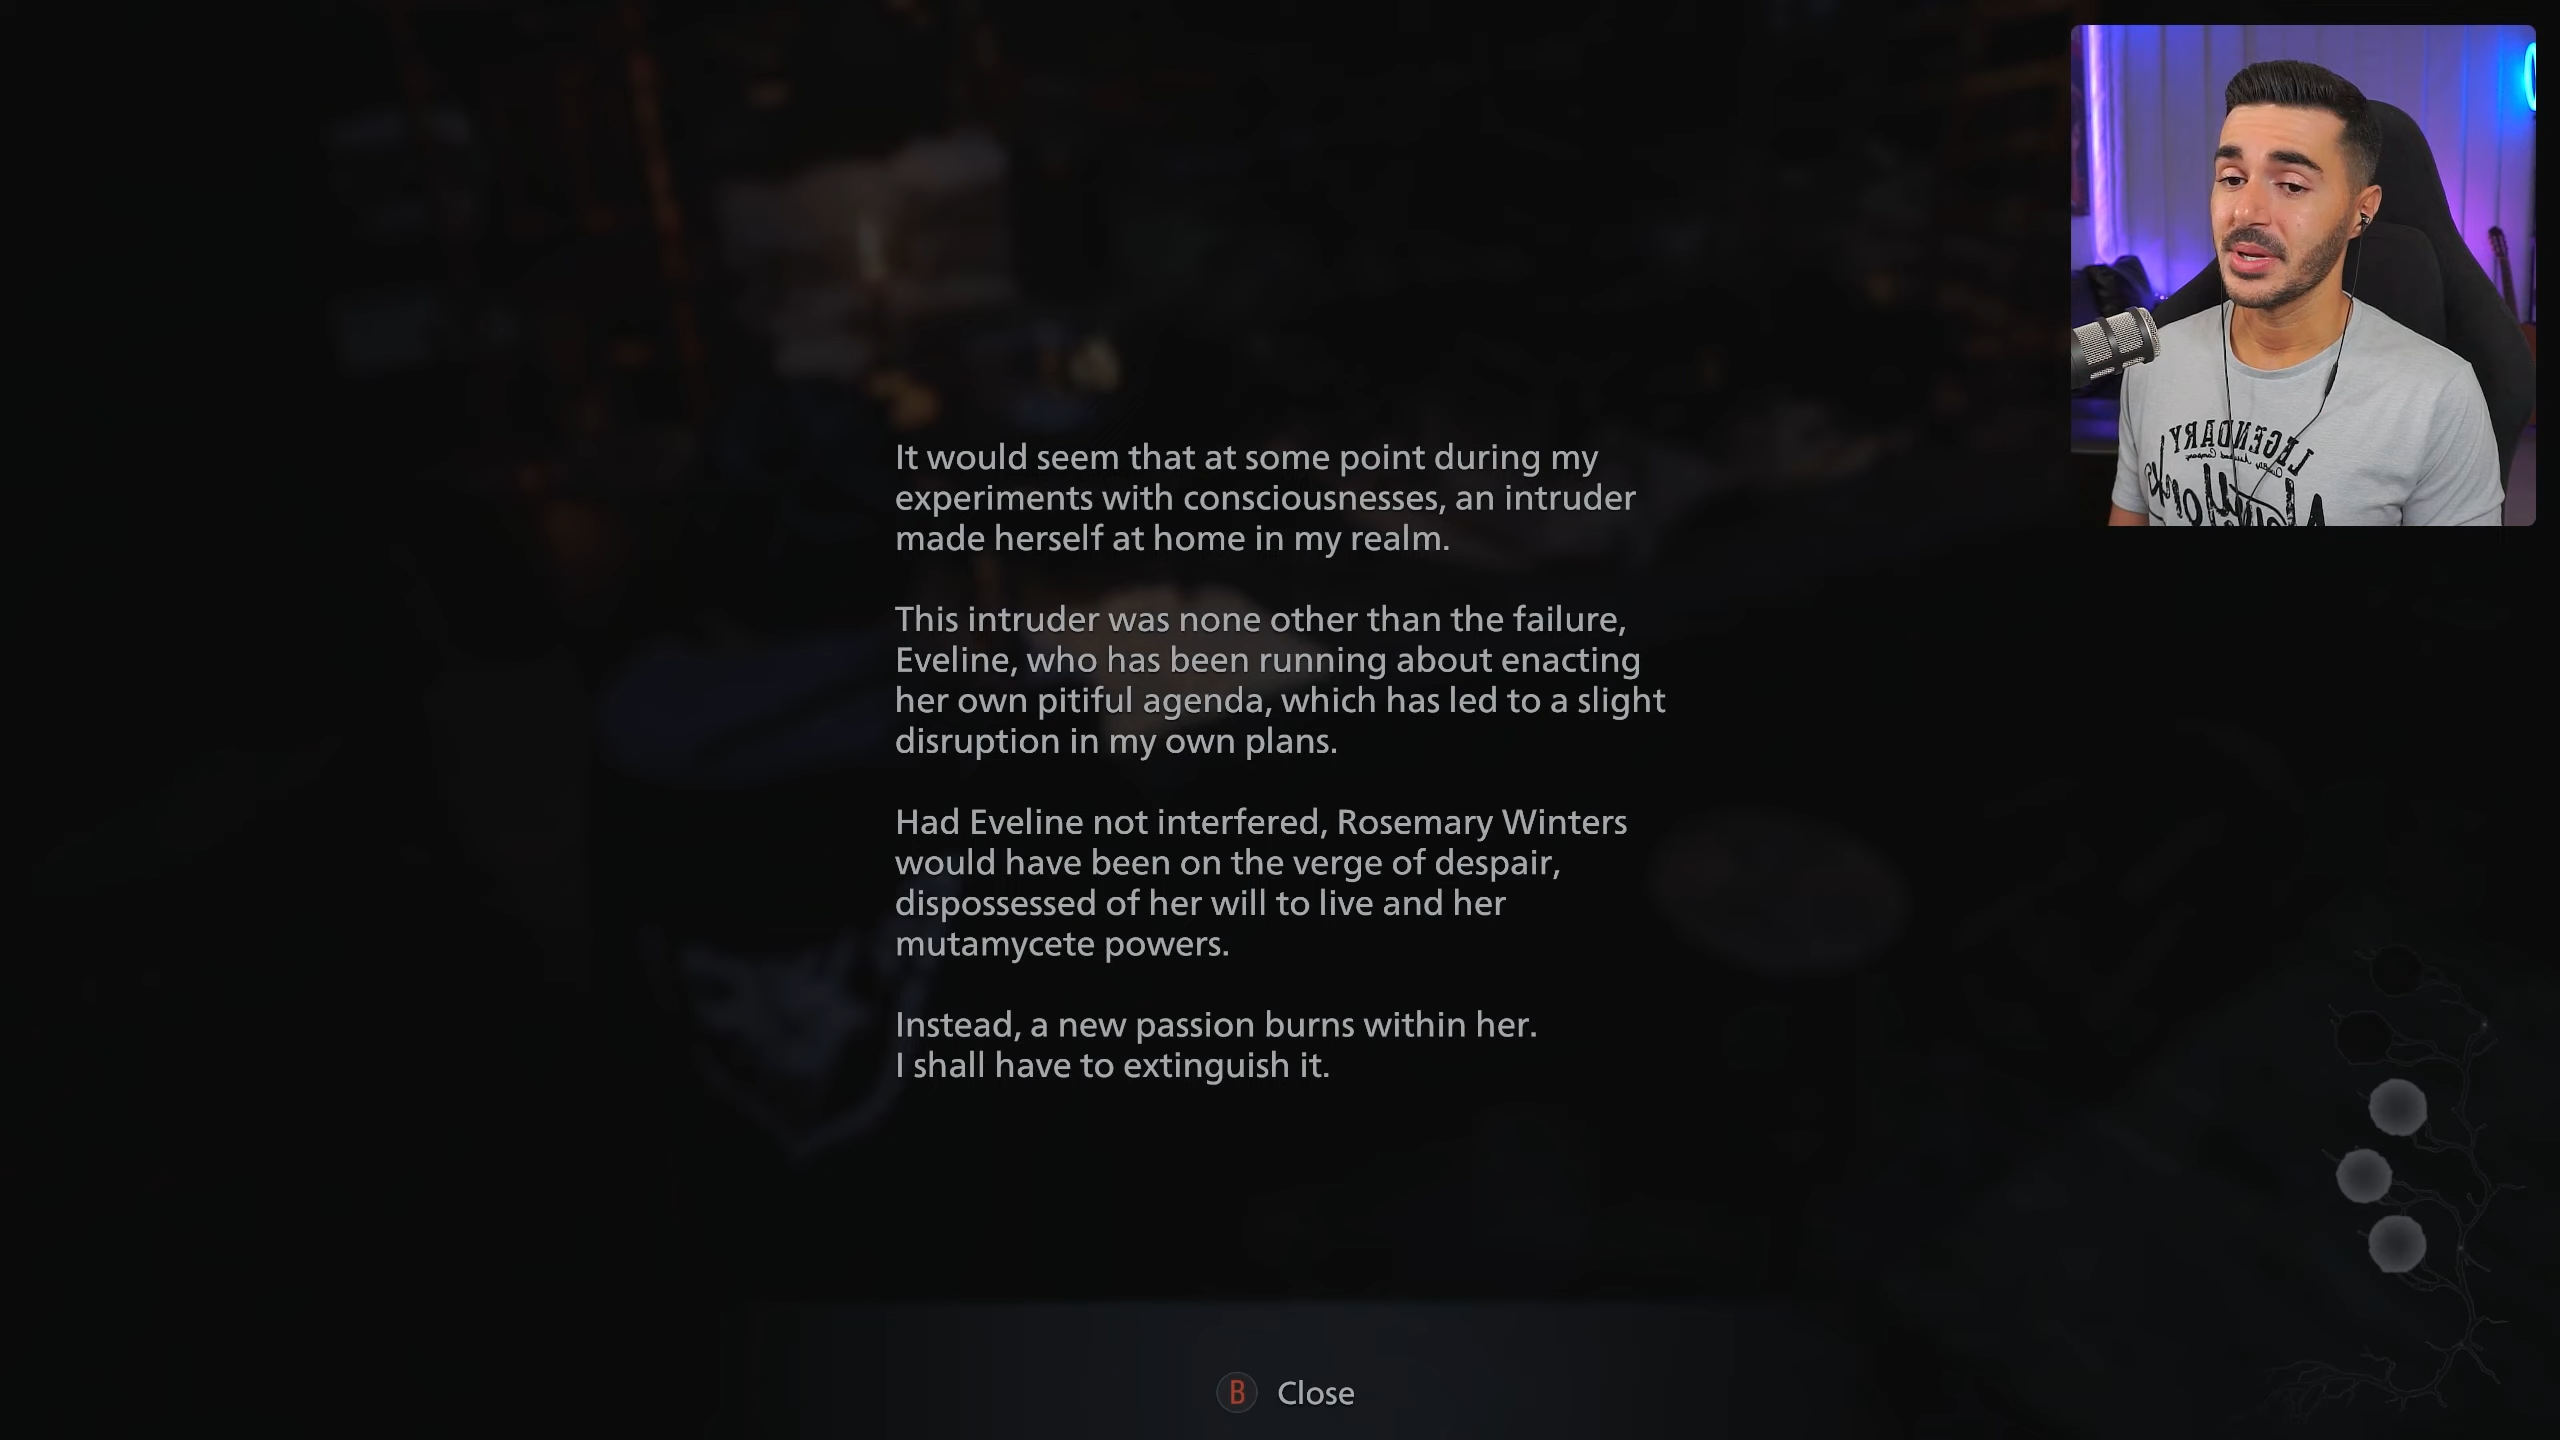 It would seem that at some point during my
experiments with consciousnesses, an intruder
made herself at home in my realm.
This intruder was none other than the failure,
Eveline, who has been running about enacting
her own pitiful agenda, which has led to a slight
disruption in my own plans.
Had Eveline not interfered, Rosemary Winters
would have been on the verge of despair,
dispossessed of her will to live and her
mutamycete powers.
Instead, a new passion burns within her.
I shall have to extinguish it.
B Close
LEGENDARY